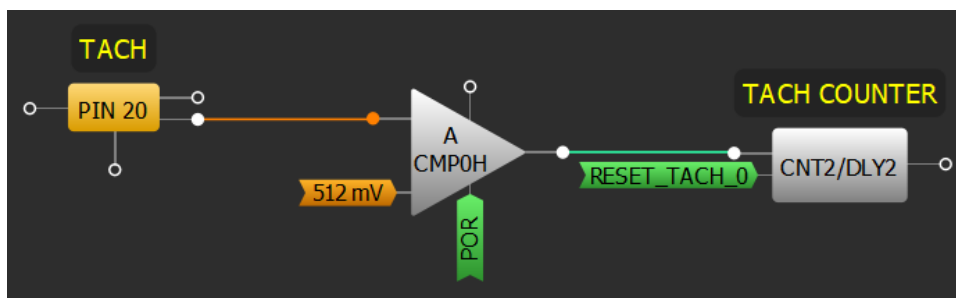 TACH
PIN 20
512 mV
A
CMP0H
POR
TACH COUNTER
RESET_TACH_0
CNT2/DLY2